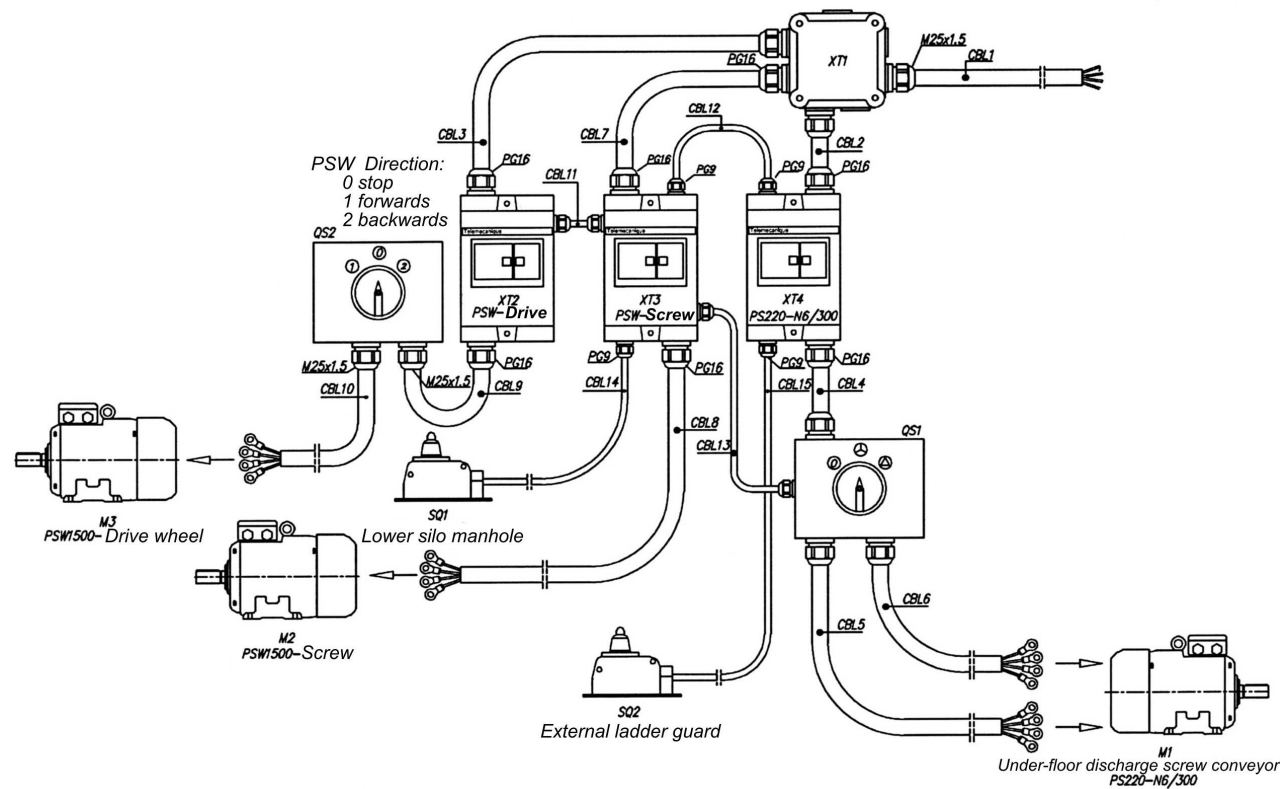 M25x1.5
XT1
PG16
CBL1
CBL12
CBL3
CBL7
CBL2
PSW Direction:
0 stop
1 forwards
2 backwards
PG16
CBL11
PG16
PG9
PG9
PG16
QS2
Telemecanique
Telemecanique
Telemecanique
0
1
2
XT2
PSW-Drive
XT3
PSW-Screw
XT4
PS220-N6/300
M25x1.5
M25x1.5
PG16
PG9
PG16
PG9
PG16
CBL10
CBL9
CBL14
CBL15
CBL4
CBL8
CBL13
QS1
0
M3
PSW1500-Drive wheel
SQ1
Lower silo manhole
M2
PSW1500-Screw
CBL6
CBL5
SQ2
External ladder guard
M1
Under-floor discharge screw conveyor
PS220-N6/300